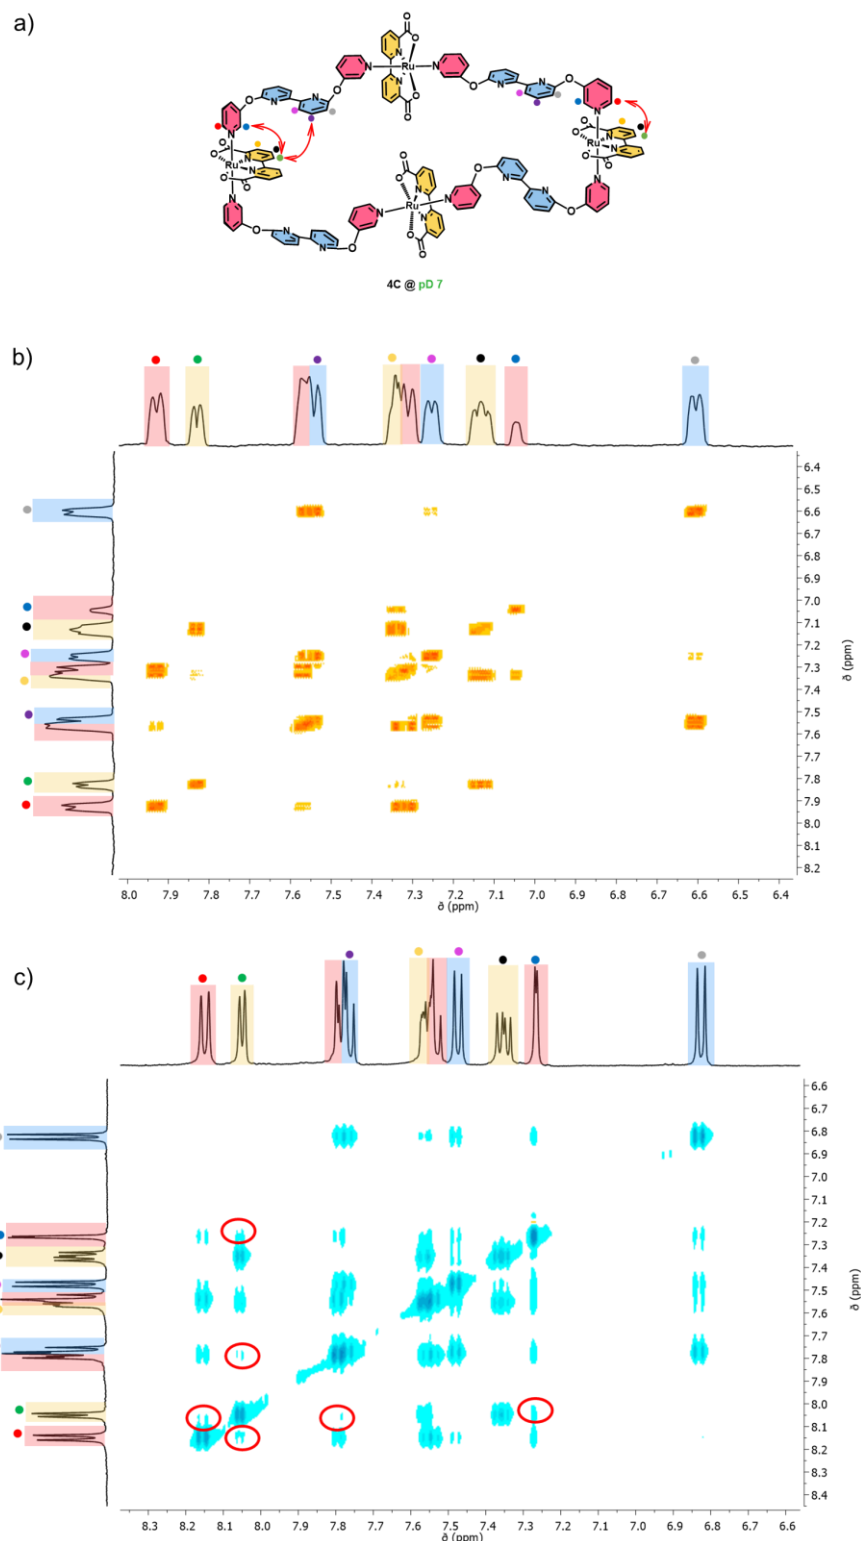 a)
O
O
N
N
N
O
O
Ru
N
N
O
N
N
O
O
N
N
O
O
O
N
N
N
O
O
O
Ru
N
N
O
O
O
Ru
N
N
O
O
N
O
N
Ru
N
N
N
O
O
O
N
N
O
N
N
N
O
O
O
O
4C @ pD 7
b)
6.4
6.5
6.6
6.7
6.8
6.9
7.0
7.1
7.2
7.3
7.4
7.5
7.6
7.7
7.8
7.9
8.0
8.1
8.2
δ (ppm)
8.0 7.9 7.8 7.7 7.6 7.5 7.4 7.3 7.2 7.1 7.0 6.9 6.8 6.7 6.6 6.5 6.4
δ (ppm)
c)
6.6
6.7
6.8
6.9
7.0
7.1
7.2
7.3
7.4
7.5
7.6
7.7
7.8
7.9
8.0
8.1
8.2
8.3
8.4
δ (ppm)
8.3 8.2 8.1 8.0 7.9 7.8 7.7 7.6 7.5 7.4 7.3 7.2 7.1 7.0 6.9 6.8 6.7 6.6
δ (ppm)